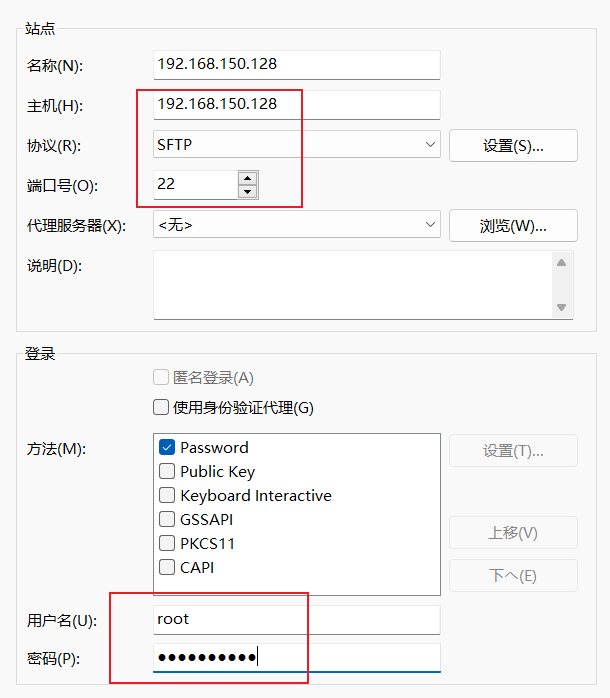 站点
名称(N): 192.168.150.128
主机(H): 192.168.150.128
协议(R): SFTP 设置(S)...
端口号(O): 22
代理服务器(X): <无> 浏览(W)...
说明(D):
登录
匿名登录(A)
使用身份验证代理(G)
方法(M): Password 设置(T)...
Public Key
Keyboard Interactive
GSSAPI
PKCS11 上移(V)
CAPI 下へ(E)
用户名(U): root
密码(P): ●●●●●●●●●●